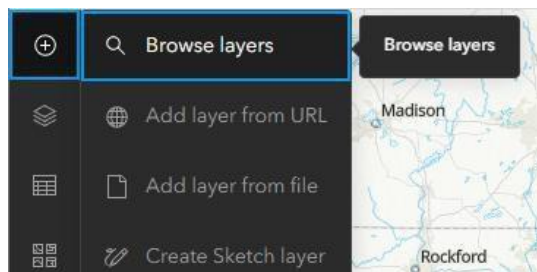 Browse layers
Browse layers
Add layer from URL
Madison
Add layer from file
Create Sketch layer
Rockford